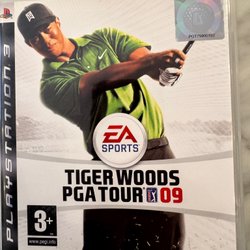 PLAYSTATION 3
EA
SPORTS
TIGER WOODS
PGA TOUR 09
3+
www.pegi.info